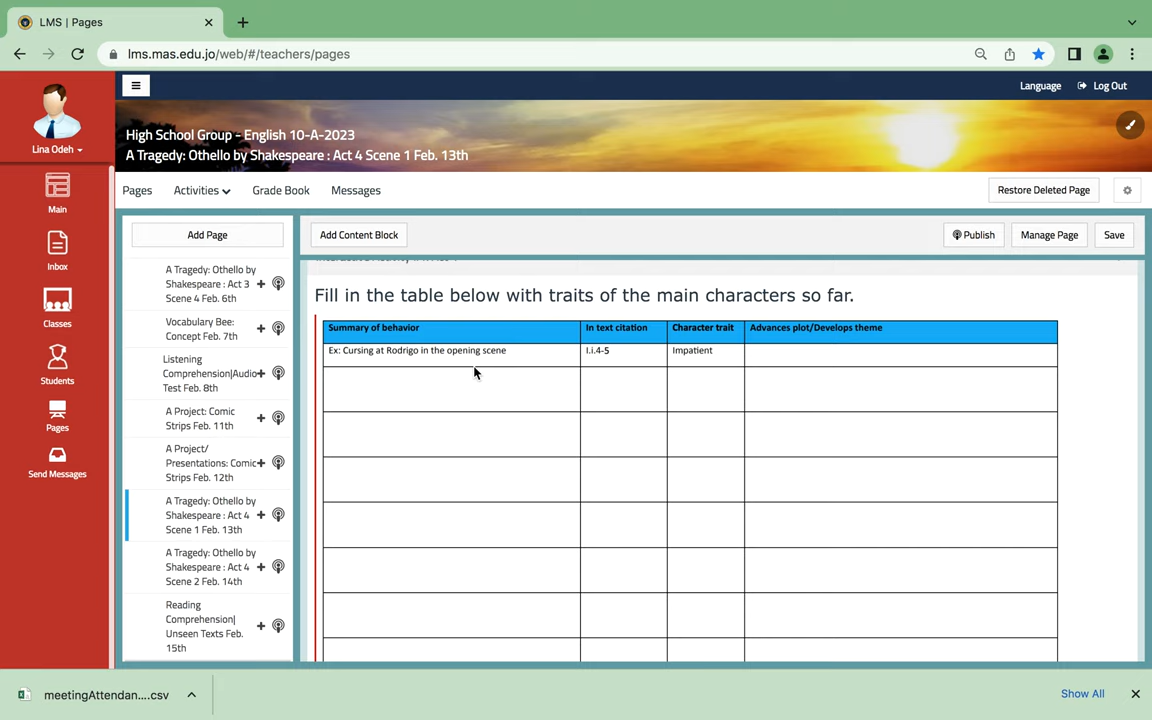 LMS | Pages
lms.mas.edu.jo/web/#/teachers/pages
Language
Log Out
Lina Odeh
High School Group - English 10-A-2023
A Tragedy: Othello by Shakespeare : Act 4 Scene 1 Feb. 13th
Pages
Activities
Grade Book
Messages
Restore Deleted Page
Main
Inbox
Classes
Students
Pages
Send Messages
Add Page
A Tragedy: Othello by
Shakespeare : Act 3
Scene 4 Feb. 6th
Vocabulary Bee:
Concept Feb. 7th
Listening
Comprehension|Audio
Test Feb. 8th
A Project: Comic
Strips Feb. 11th
A Project/
Presentations: Comic
Strips Feb. 12th
A Tragedy: Othello by
Shakespeare : Act 4
Scene 1 Feb. 13th
A Tragedy: Othello by
Shakespeare : Act 4
Scene 2 Feb. 14th
Reading
Comprehension|
Unseen Texts Feb.
15th
Add Content Block
Publish
Manage Page
Save
Fill in the table below with traits of the main characters so far.
Summary of behavior
In text citation
Character trait
Advances plot/Develops theme
Ex: Cursing at Rodrigo in the opening scene
I.i.4-5
Impatient
meetingAttendan....csv
Show All